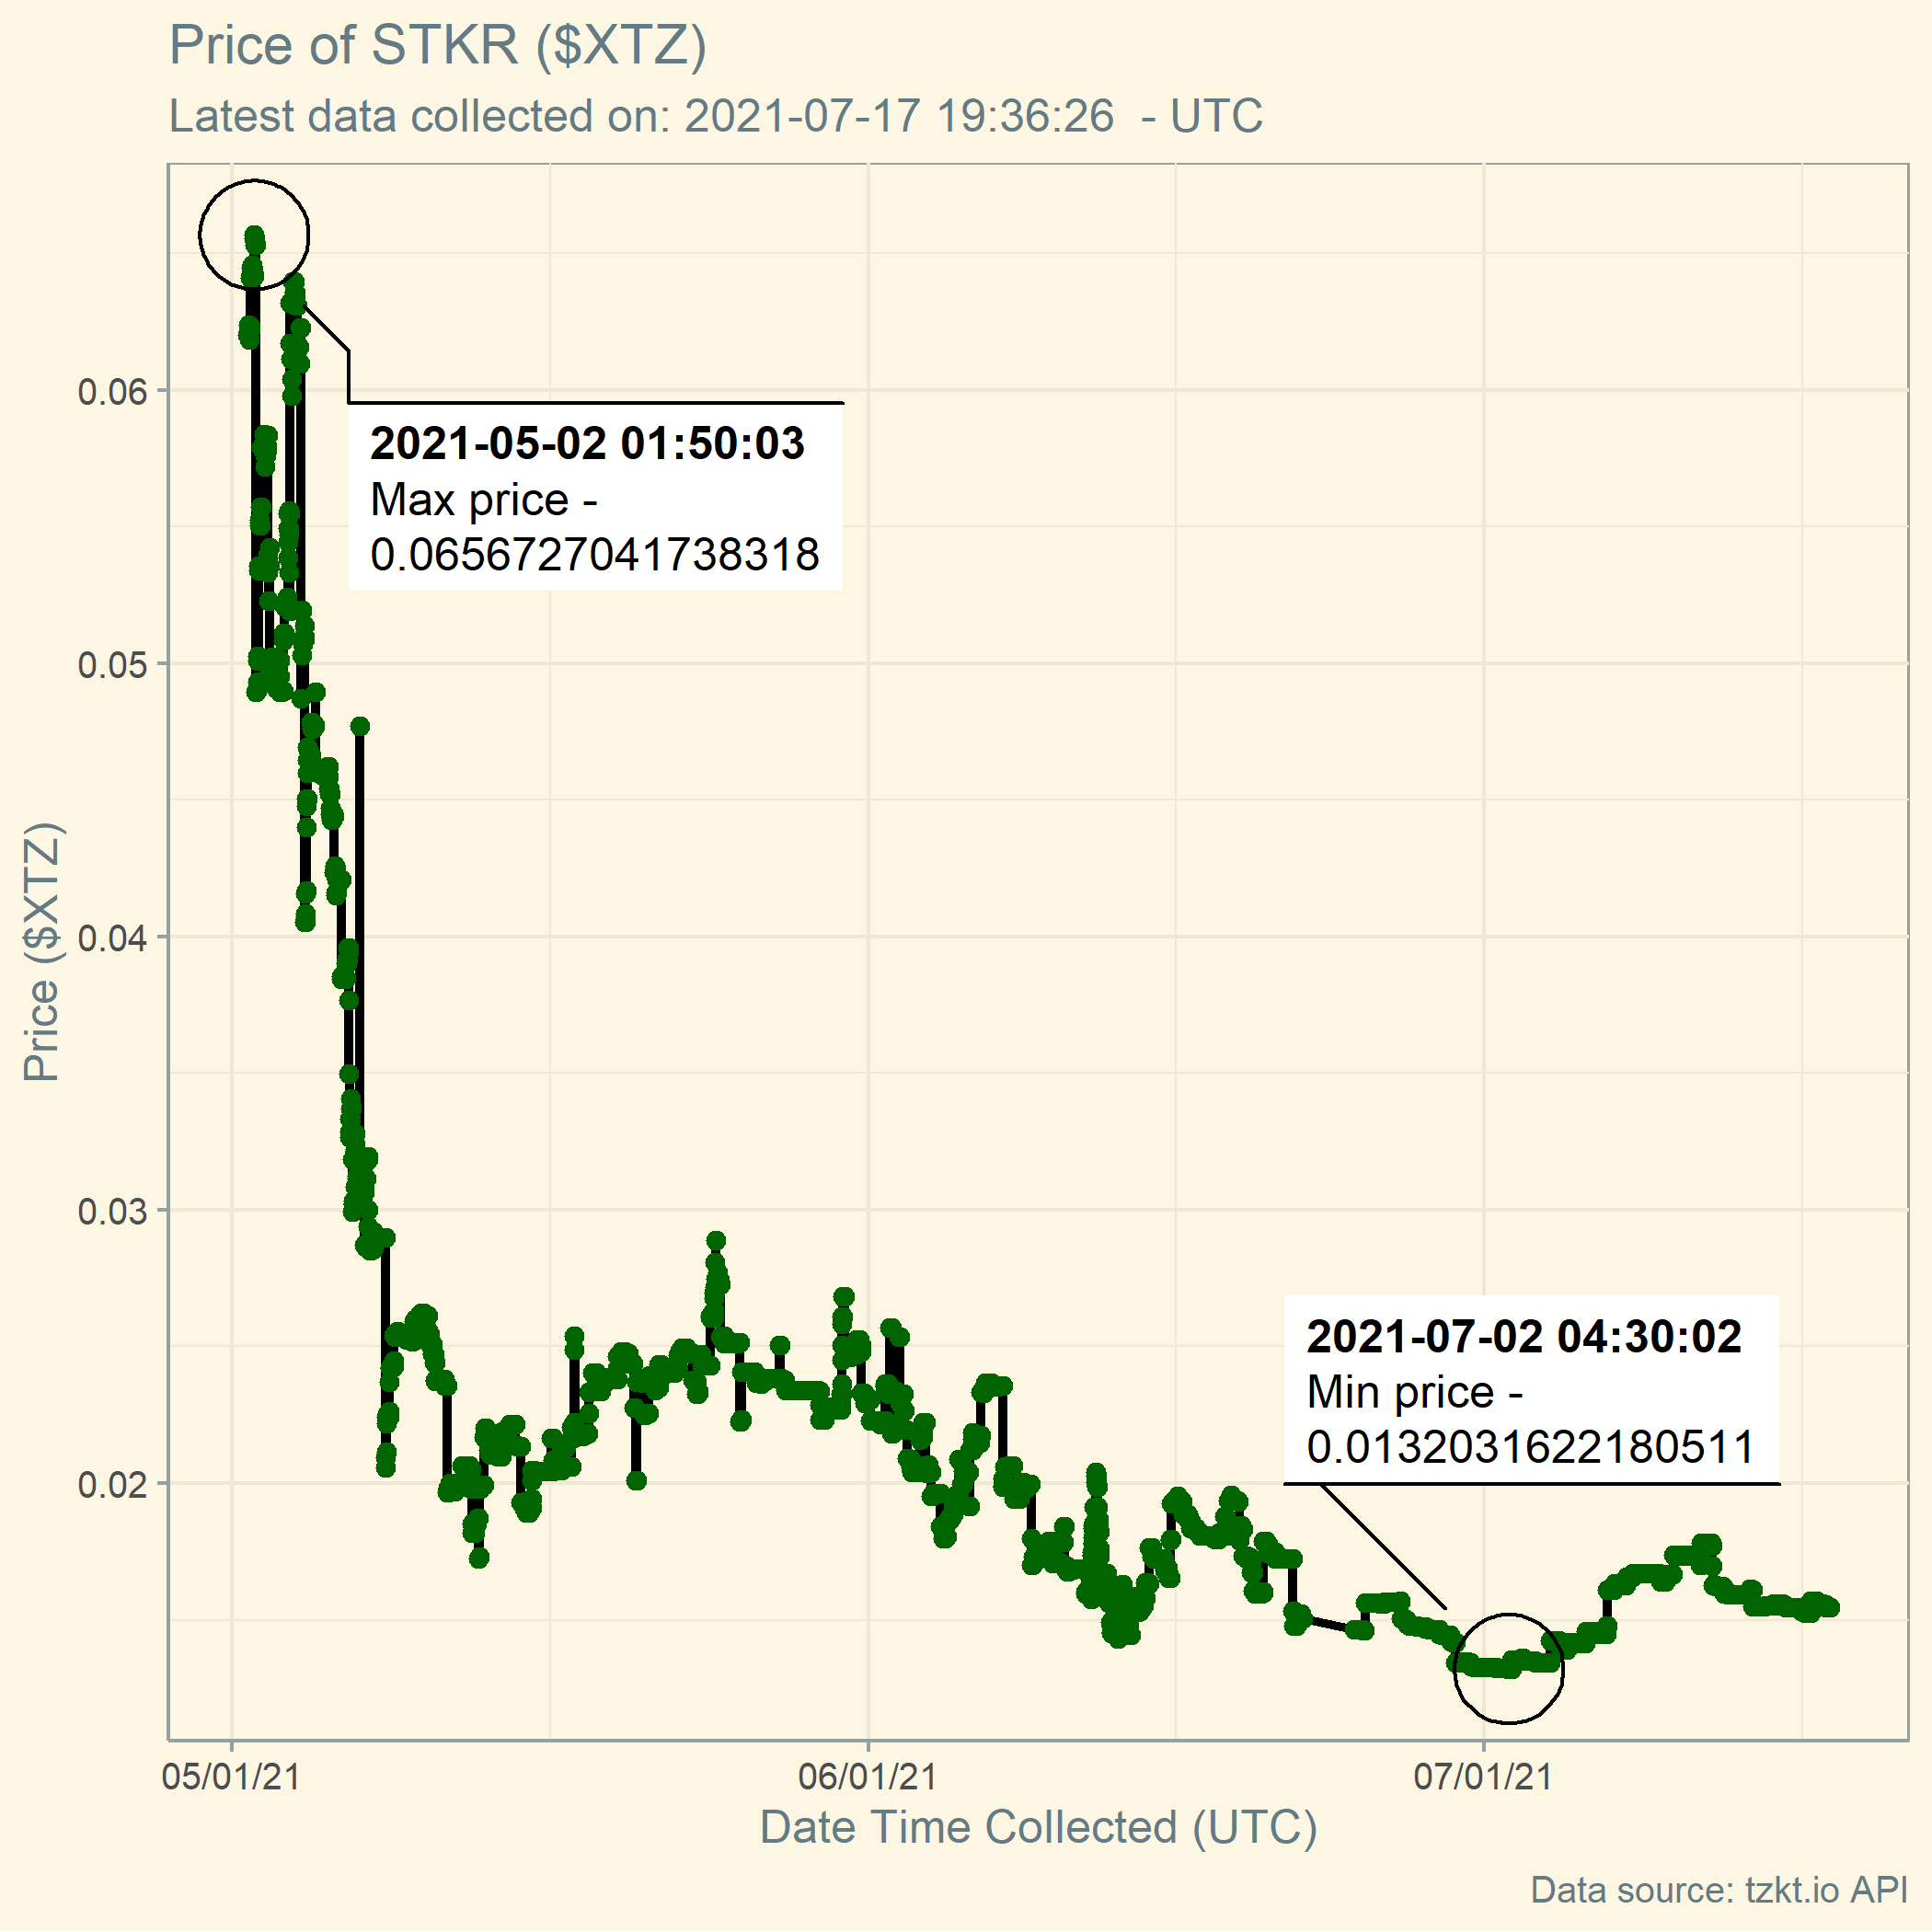 Price of STKR ($XTZ)
Latest data collected on: 2021-07-17 19:36:26  - UTC
Price ($XTZ)
0.06
0.05
0.04
0.03
0.02
2021-05-02 01:50:03
Max price -
0.0656727041738318
2021-07-02 04:30:02
Min price -
0.0132031622180511
05/01/21
06/01/21
07/01/21
Date Time Collected (UTC)
Data source: tzkt.io API